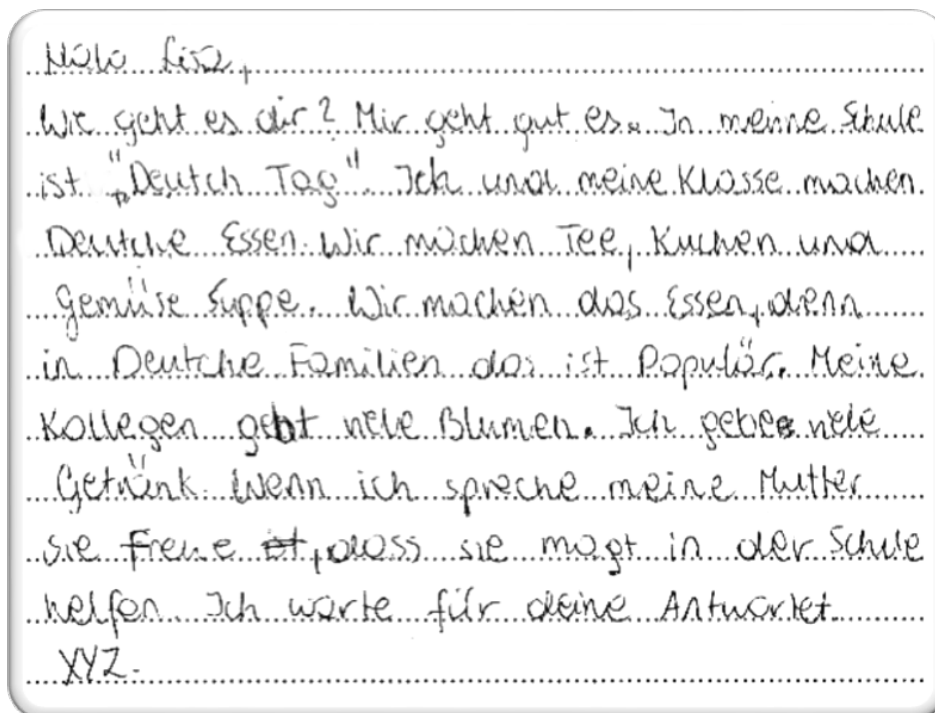 Halo Lisa,
Wie geht es dir? Mir geht gut es. In meine Schule
ist "Deutch Tag". Ich und meine Klasse machen
Deutche Essen. Wir machen Tee, Kuchen und
Gemüse Suppe. Wir machen das Essen, denn
in Deutche Familien das ist Populär. Meine
Kollegen gebt viele Blumen. Ich gebe viele
Getränk. Wenn ich spreche meine Mutter
sie Freue , dass sie magt in der Schule
helfen. Ich warte für deine Antwortet.
XYZ.